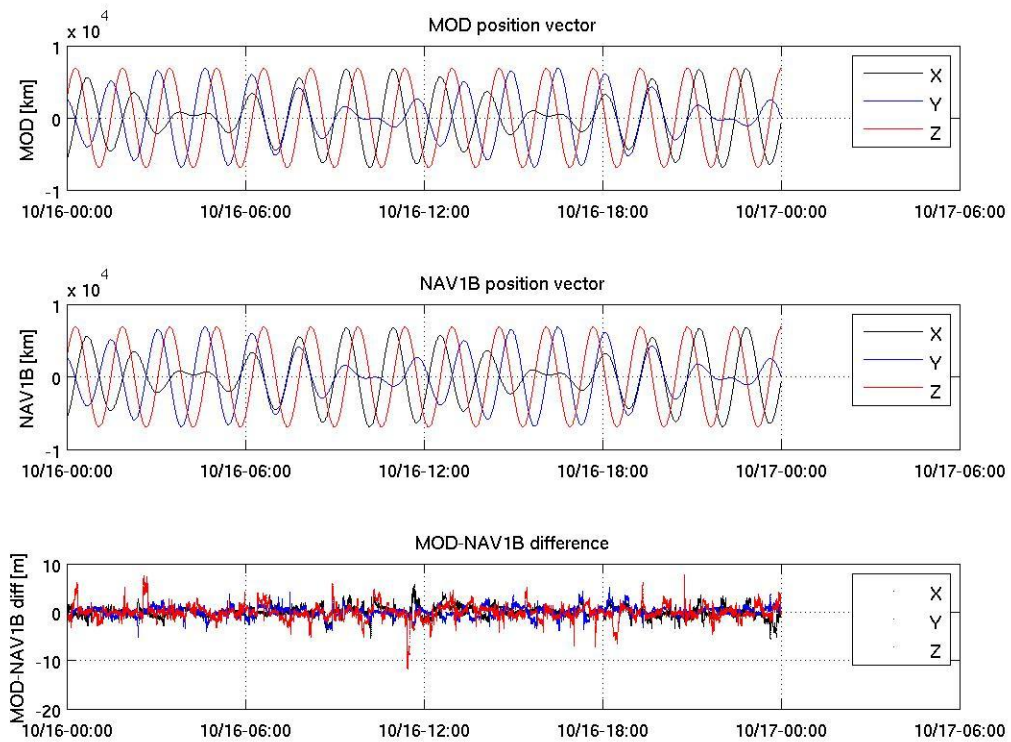 MOD position vector
x 10 4
1
0
-1
MOD [km]
X
Y
Z
10/16-00:00 10/16-06:00 10/16-12:00 10/16-18:00 10/17-00:00 10/17-06:00
NAV1B position vector
x 10 4
1
0
-1
NAV1B [km]
X
Y
Z
10/16-00:00 10/16-06:00 10/16-12:00 10/16-18:00 10/17-00:00 10/17-06:00
MOD-NAV1B difference
10
0
-10
-20
MOD-NAV1B diff [m]
X
Y
Z
10/16-00:00 10/16-06:00 10/16-12:00 10/16-18:00 10/17-00:00 10/17-06:00